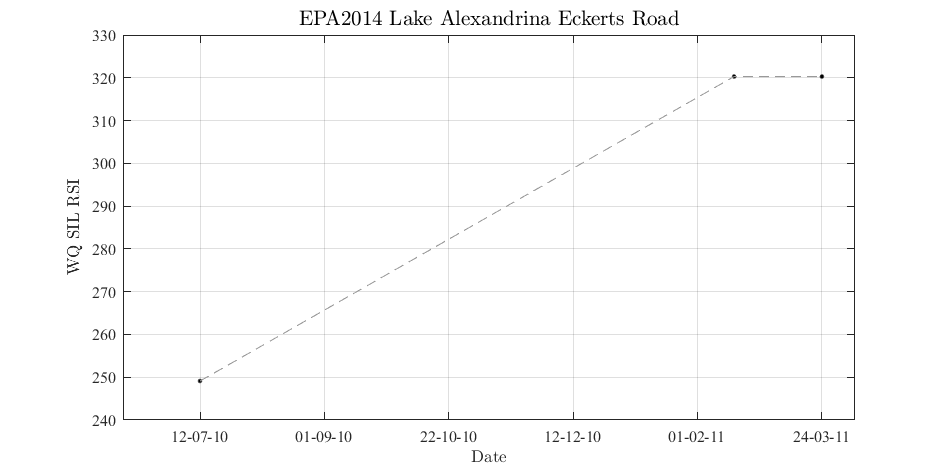 EPA2014 Lake Alexandrina Eckerts Road
330
320
310
300
290
280
270
260
250
240
WQ SIL RSI
12-07-10 01-09-10 22-10-10 12-12-10 01-02-11 24-03-11
Date